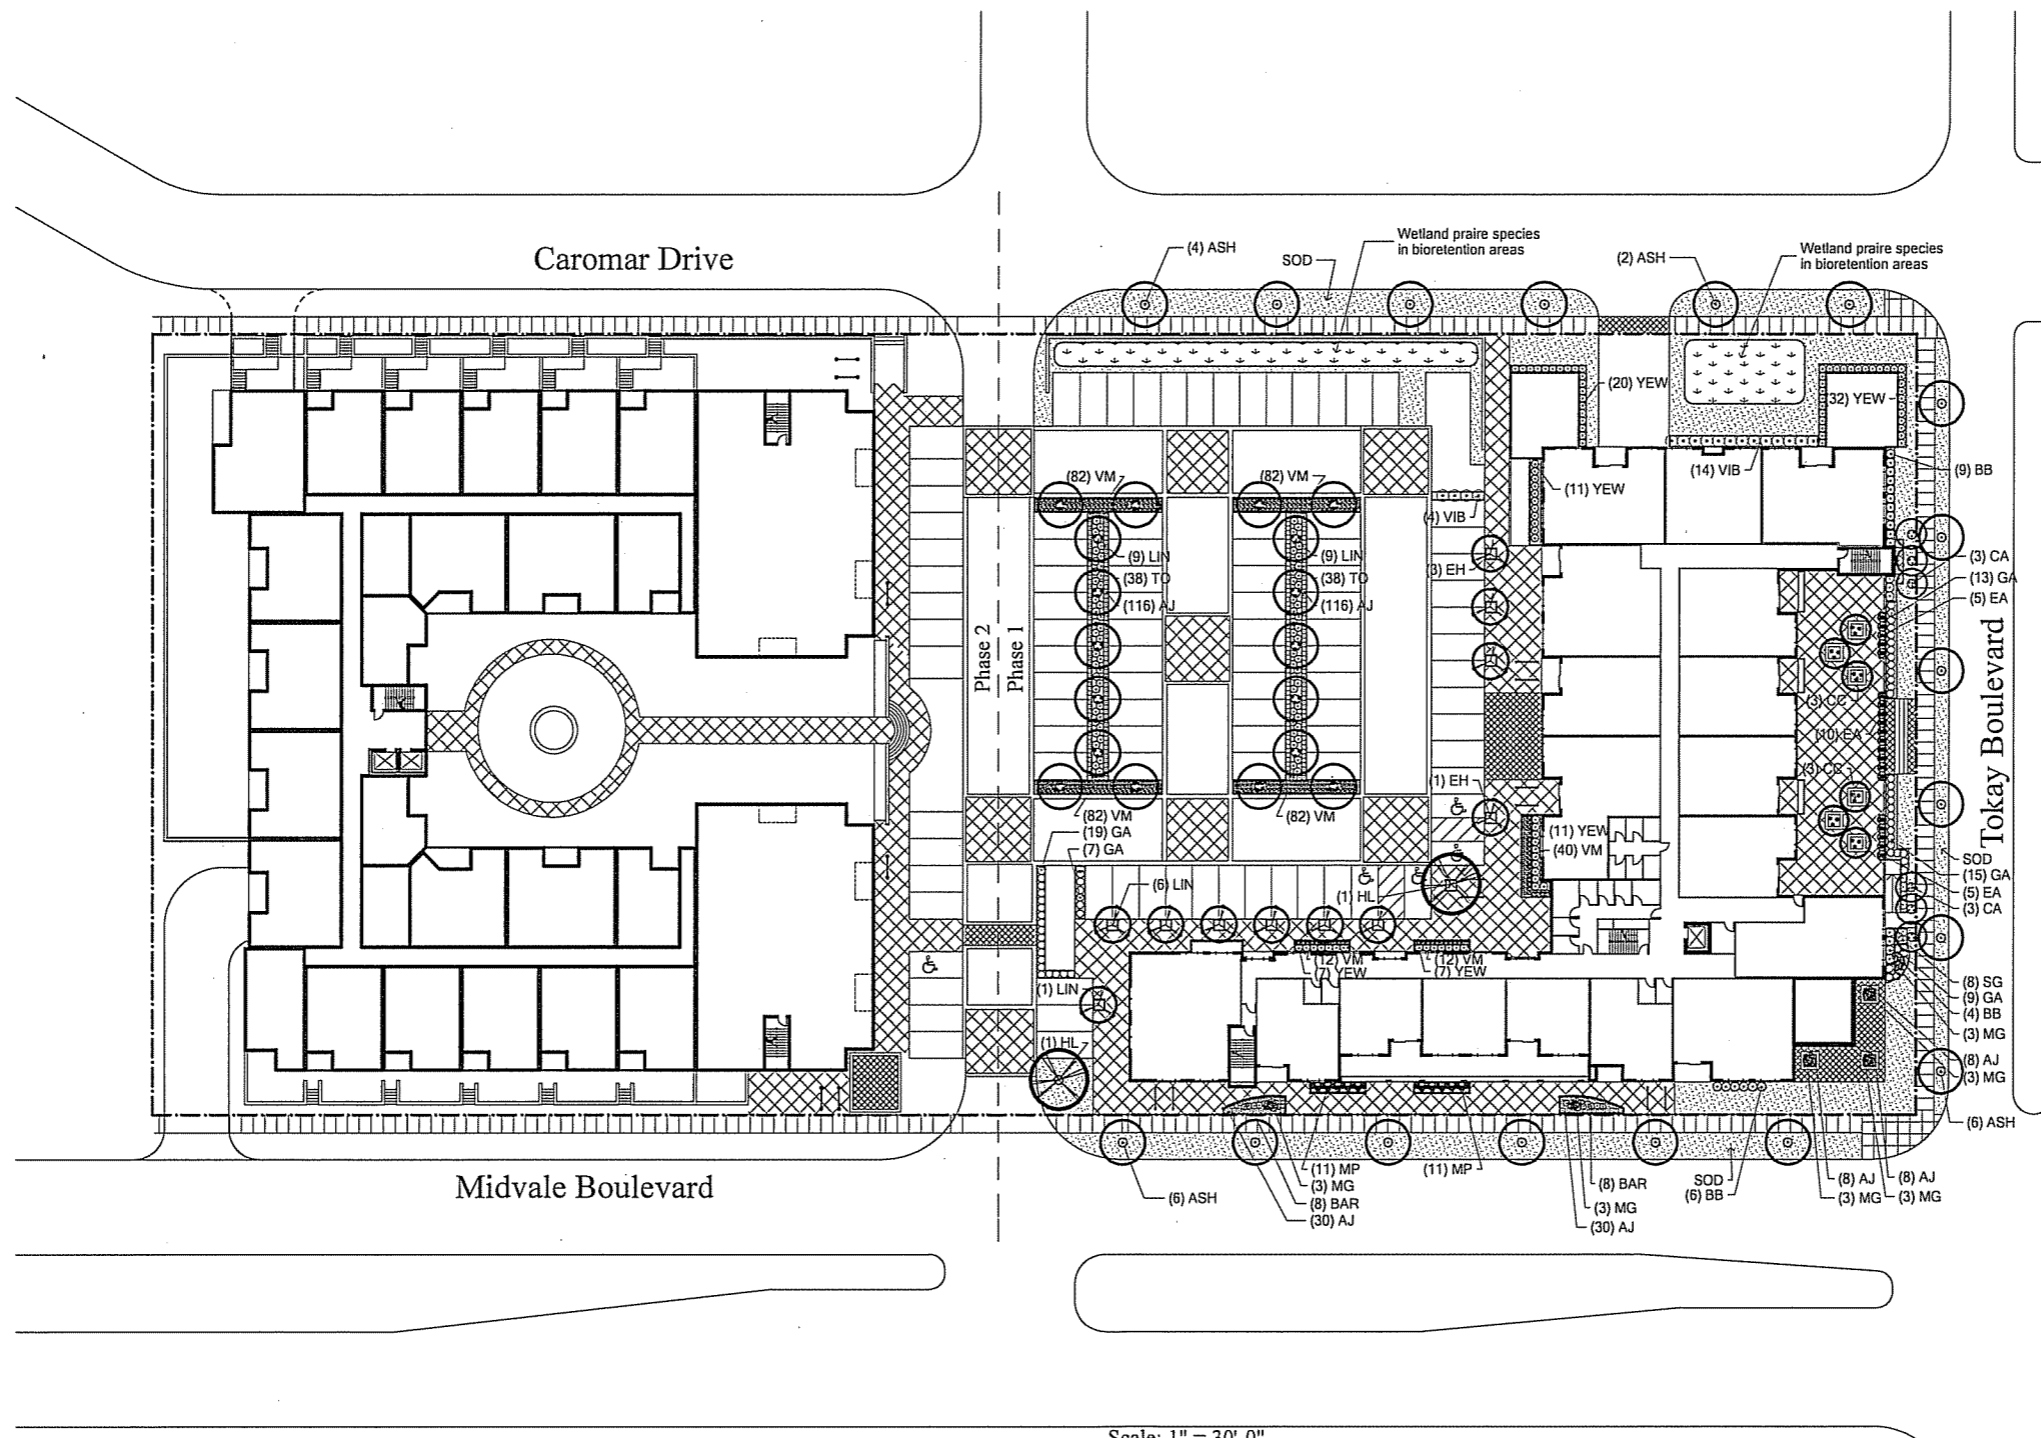 Caromar Drive
(4) ASH
SOD
Wetland praire species
in bioretention areas
(2) ASH
Wetland praire species
in bioretention areas
(20) YEW
32) YEW
(82) VM
(82) VM
(14) VIB
(9) BB
(11) YEW
(4) VIB
(9) LIN
(9) LIN
(3) EH
(3) CA
(38) TO
(38) TO
(13) GA
(116) AJ
(116) AJ
(5) EA
Phase 2
Phase 1
Tokay Boulevard
(3) CC
(10) EA
(3) CC
(1) EH
(82) VM
(82) VM
(19) GA
(7) GA
(11) YEW
(40) VM
SOD
(15) GA
(5) EA
(3) CA
(6) LIN
(1) HL
(12) VM
(7) YEW
(12) VM
(7) YEW
(1) LIN
(8) SG
(9) GA
(4) BB
(3) MG
(1) HL
(8) AJ
(3) MG
(6) ASH
Midvale Boulevard
(6) ASH
(11) MP
(3) MG
(8) BAR
(30) AJ
(11) MP
(8) BAR
(3) MG
(30) AJ
SOD
(6) BB
(8) AJ
(3) MG
(8) AJ
(3) MG
Scale: 1" = 30'-0"